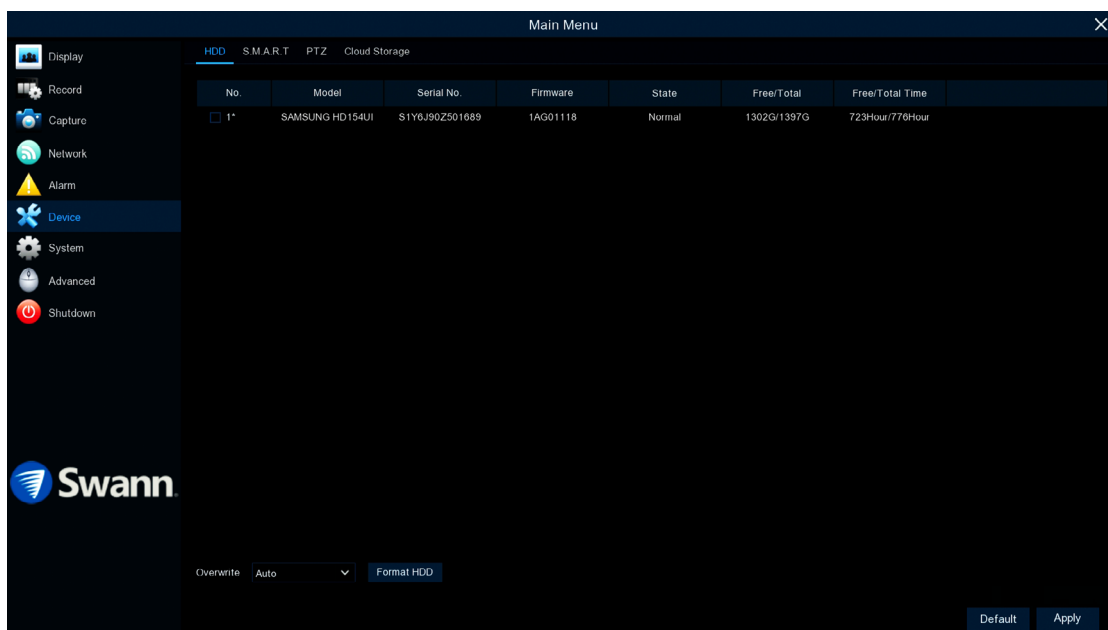 Main Menu
Display
Record
Capture
Network
Alarm
Device
System
Advanced
Shutdown
Swann
HDD S.M.A.R.T PTZ Cloud Storage
No. Model Serial No. Firmware State Free/Total Free/Total Time
1* SAMSUNG HD154UI S1Y6J90Z501689 1AG01118 Normal 1302G/1397G 723Hour/776Hour
Overwrite Auto Format HDD
Default Apply